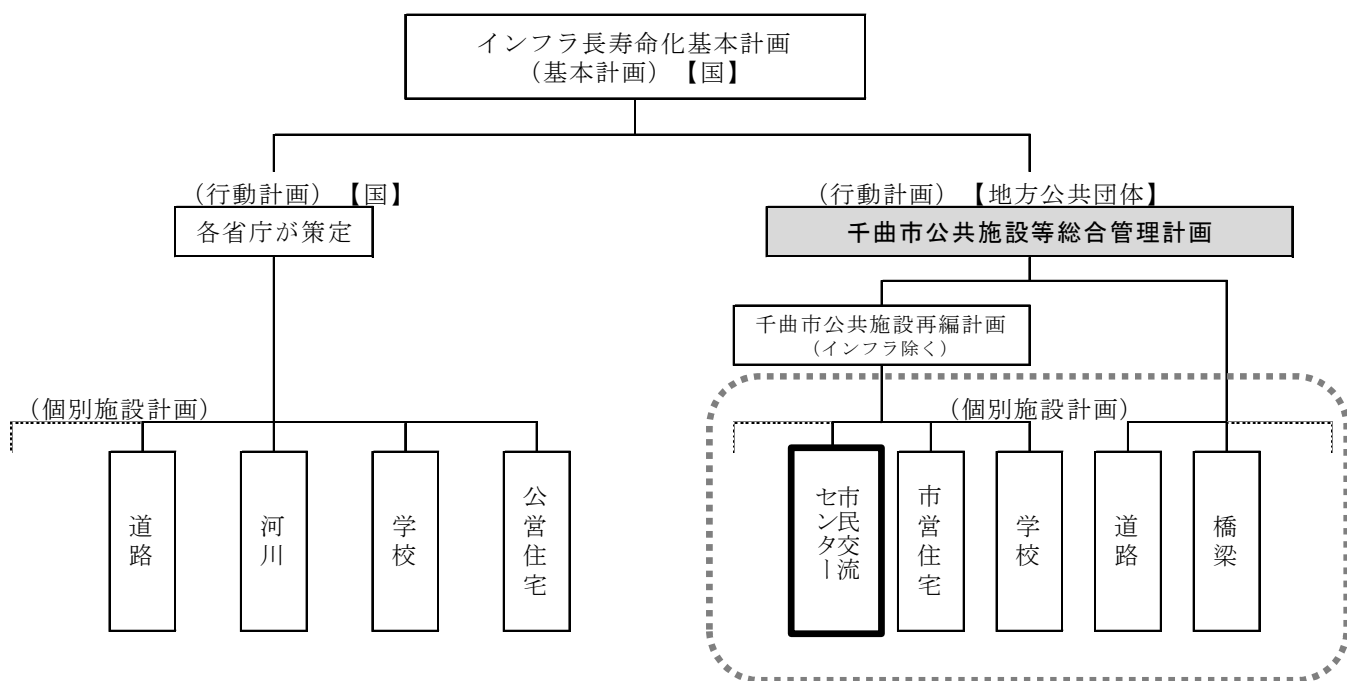 インフラ長寿命化基本計画
（基本計画）【国】
（行動計画）【国】
各省庁が策定
（行動計画）【地方公共団体】
千曲市公共施設等総合管理計画
千曲市公共施設再編計画
（インフラ除く）
（個別施設計画）
（個別施設計画）
道路
河川
学校
公営住宅
市民交流
センター
市営住宅
学校
道路
橋梁